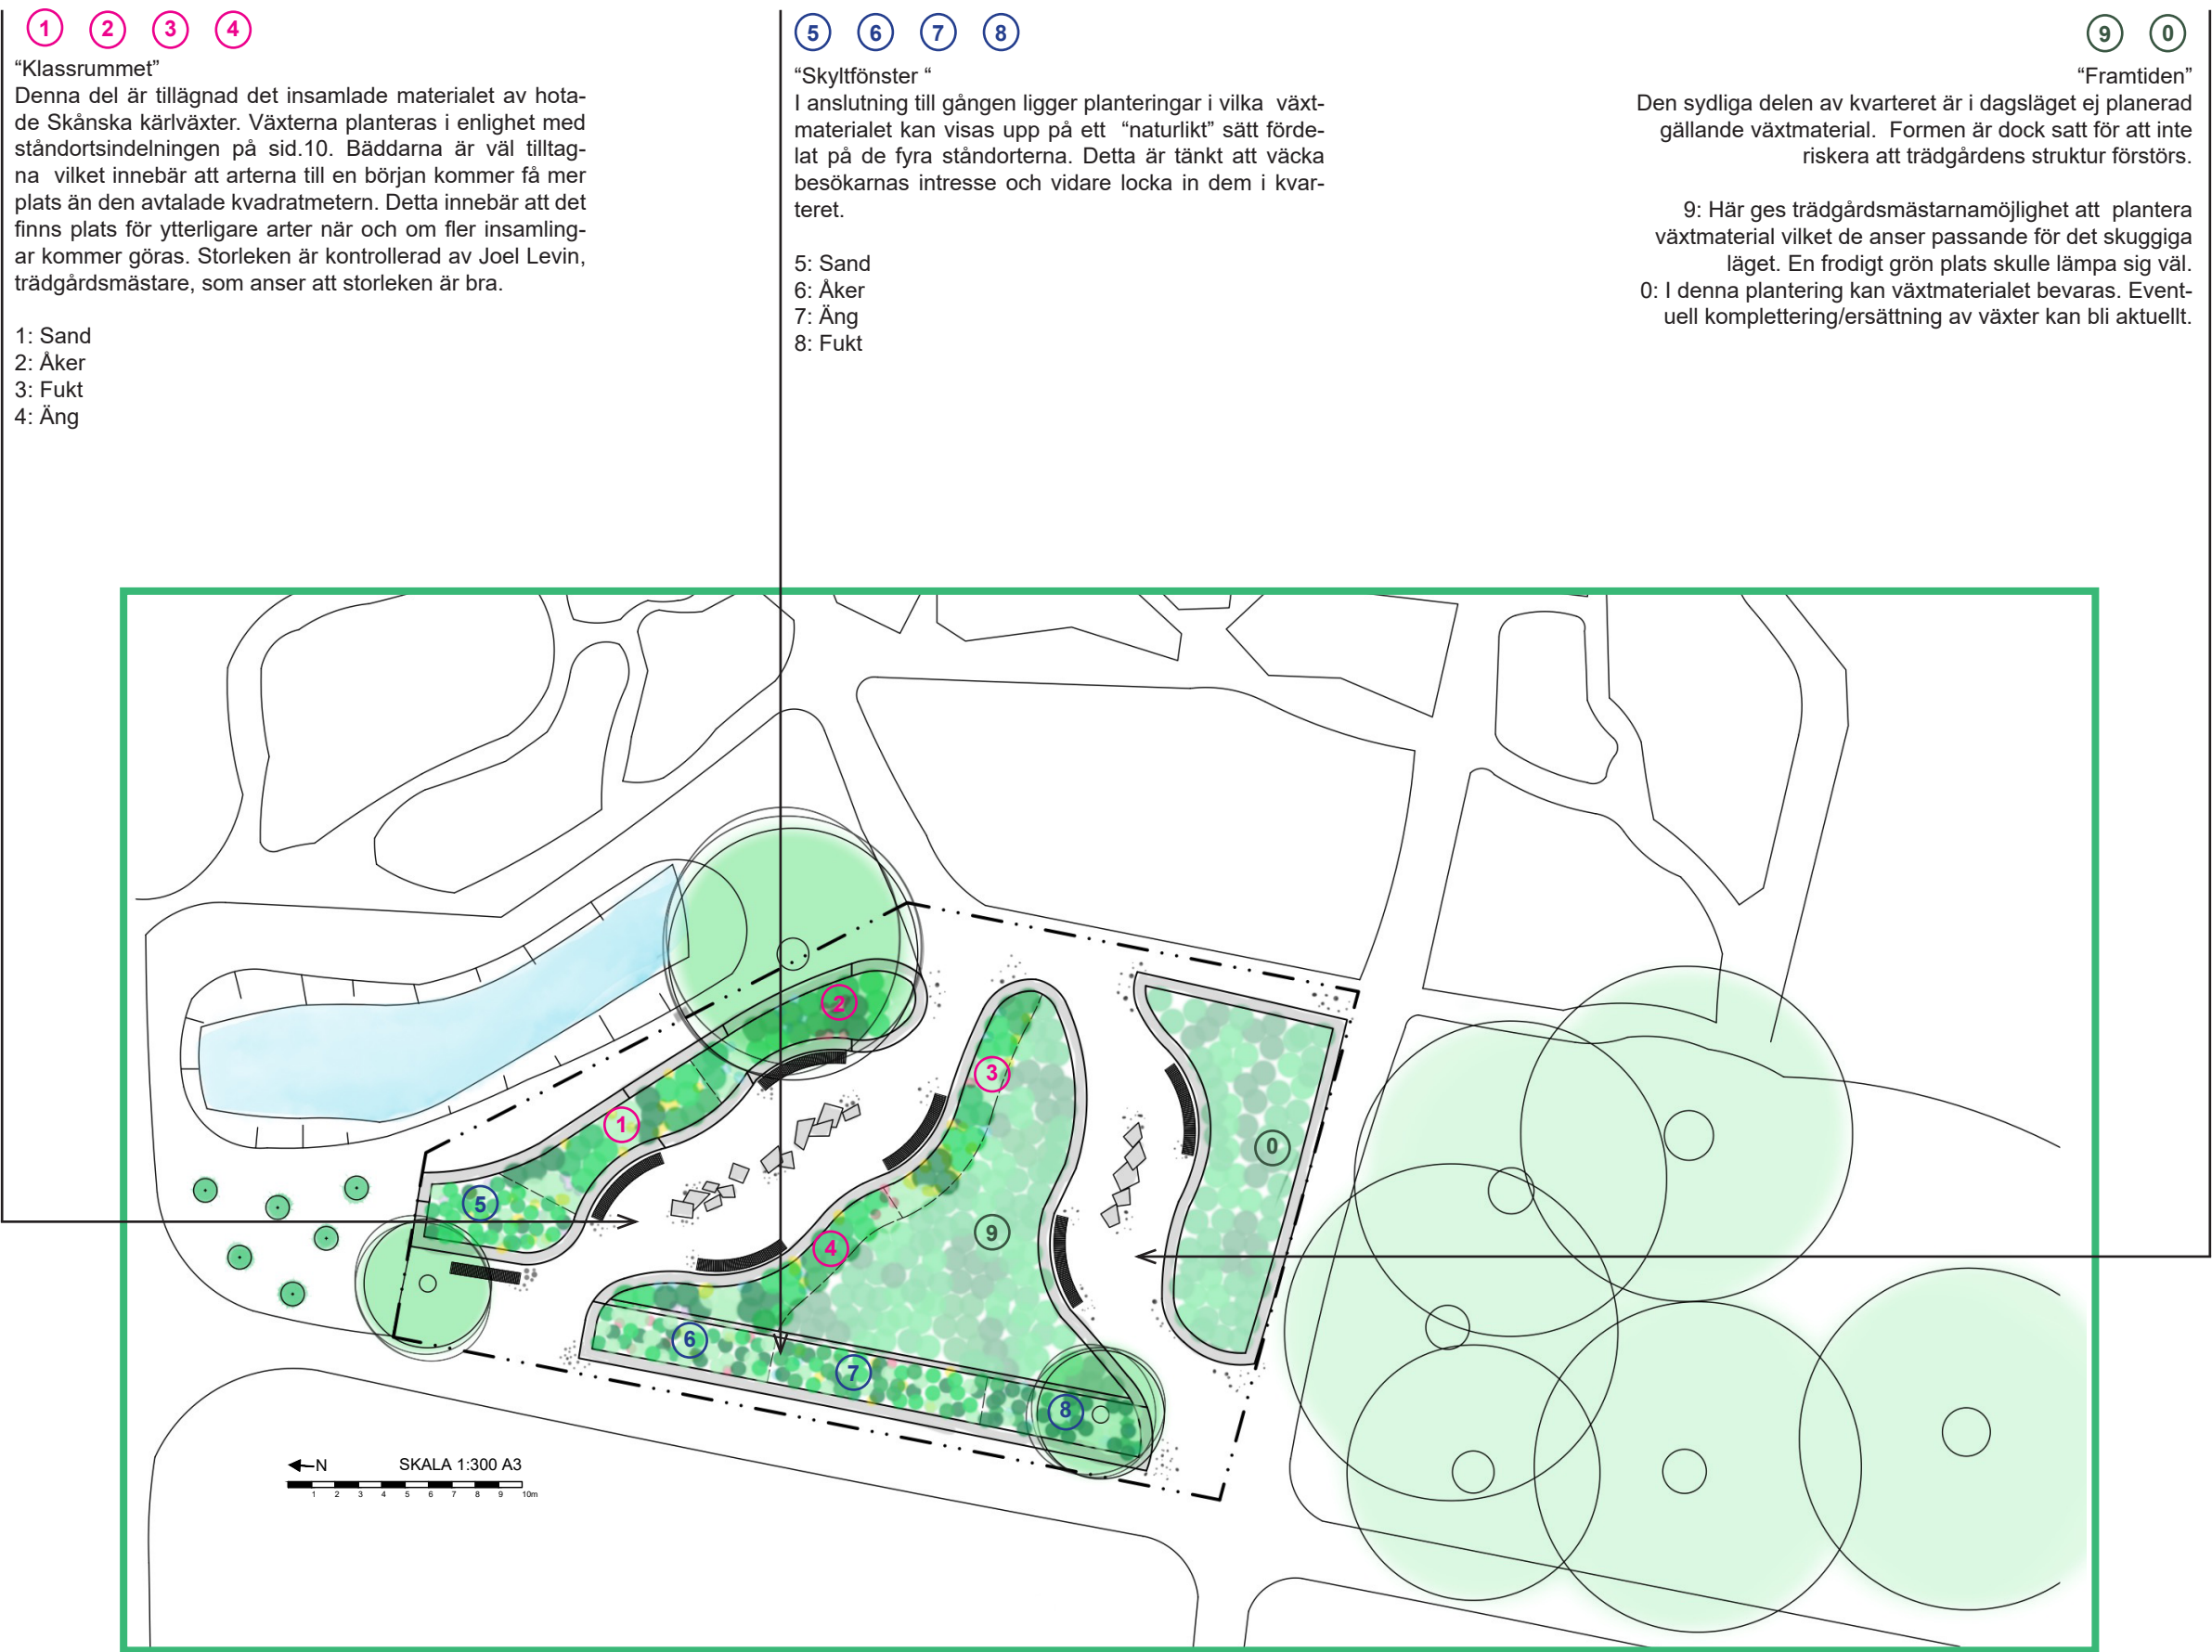 1 2 3 4
“Klassrummet”
Denna del är tillägnad det insamlade materialet av hota-
de Skånska kärlväxter. Växterna planteras i enlighet med
ståndortsindelningen på sid.10. Bäddarna är väl tilltag-
na vilket innebär att arterna till en början kommer få mer
plats än den avtalade kvadratmetern. Detta innebär att det
finns plats för ytterligare arter när och om fler insamling-
ar kommer göras. Storleken är kontrollerad av Joel Levin,
trädgårdsmästare, som anser att storleken är bra.
1: Sand
2: Åker
3: Fukt
4: Äng
5 6 7 8
“Skyltfönster “
I anslutning till gången ligger planteringar i vilka växt-
materialet kan visas upp på ett “naturlikt” sätt förde-
lat på de fyra ståndorterna. Detta är tänkt att väcka
besökarnas intresse och vidare locka in dem i kvar-
teret.
5: Sand
6: Åker
7: Äng
8: Fukt
9 0
“Framtiden”
Den sydliga delen av kvarteret är i dagsläget ej planerad
gällande växtmaterial. Formen är dock satt för att inte
riskera att trädgårdens struktur förstörs.
9: Här ges trädgårdsmästarnamöjlighet att plantera
växtmaterial vilket de anser passande för det skuggiga
läget. En frodigt grön plats skulle lämpa sig väl.
0: I denna plantering kan växtmaterialet bevaras. Event-
uell komplettering/ersättning av växter kan bli aktuellt.
2
3
1
0
5
9
4
6
7
8
N SKALA 1:300 A3
1 2 3 4 5 6 7 8 9 10m